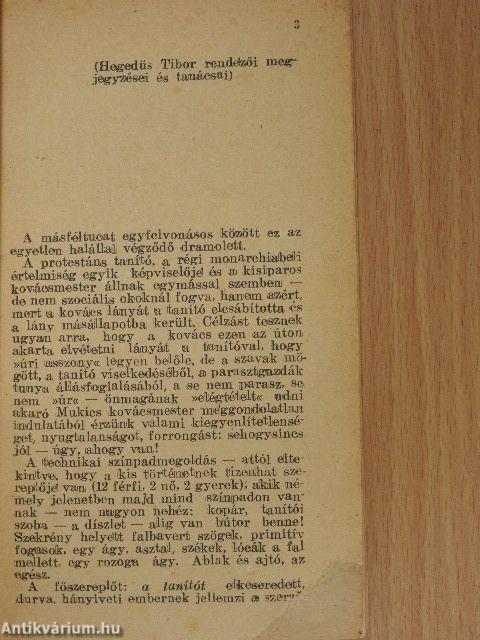 3
(Hegedüs Tibor rendezői meg-
jegyzései és tanácsai)
A másféltucat egyfelvonásos között ez az
egyetlen halállal végződő dramolett.
A protestáns tanító, a régi monarchiabeli
értelmiség egyik képviselője és a kisiparos
kovácsmester állnak egymással szemben —
de nem szociális okoknál fogva, hanem azért,
mert a kovács lányát a tanító elcsábította és
a lány másállapotba került. Célzást tesznek
ugyan arra, hogy a kovács ezen az úton
akarta elvétetni lányát a tanítóval, hogy
»úri asszony« legyen belőle, de a szavak mö-
gött, a tanító viselkedéséből, a parasztgazdák
tunya állásfoglalásából, a se nem parasz, se
nem »úr« — önmagának »elégtételt« adni
akaró Mukics kovácsmester meggondolatlan
indulatából érzünk valami kiegyenlítetlensé-
get, nyugtalanságot, forrongást: sehogysincs
jól — úgy, ahogy van!
A technikai színpadmegoldás — attól elte-
kintve, hogy a kis történetnek tizenhat sze-
replője van (12 férfi, 2 nő, 2 gyerek); akik né-
mely jelenetben majd mind színpadon van-
nak — nem nagyon nehéz: kopár, tanítói
szoba — a díszlet — alig van bútor benne!
Szekrény helyett falbavert szögek, primitív
fogasok, egy ágy, asztal, székek, lócák a fal
mellett, egy rozoga ágy. Ablak és ajtó, az
egész.
A főszereplőt: a tanítót elkeseredett,
durva, hányiveti embernek jellemzi a szerző
Antikvárium.hu